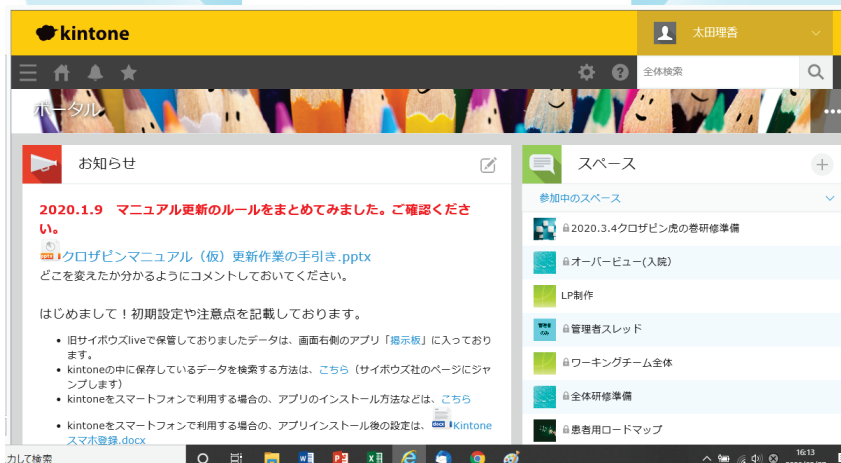 kintone
太田理香
全体検索
ポータル
お知らせ
2020.1.9 マニュアル更新のルールをまとめてみました。ご確認くださ
い。
クロザピンマニュアル（仮）更新作業の手引き.pptx
どこを変えたか分かるようにコメントしておいてください。
はじめまして！初期設定や注意点を記載しております。
• 旧サイボウズliveで保管しておりましたデータは、画面右側のアプリ「掲示板」に入っており
ます。
• kintoneの中に保存しているデータを検索する方法は、こちら（サイボウズ社のページにジャ
ンプします）
• kintoneをスマートフォンで利用する場合の、アプリのインストール方法などは、こちら
• kintoneをスマートフォンで利用する場合の、アプリインストール後の設定は、Kintone
スマホ登録.docx
スペース
参加中のスペース
2020.3.4クロザピン虎の巻研修準備
オーバービュー(入院）
LP制作
管理者スレッド
ワーキングチーム全体
全体研修準備
患者用ロードマップ
力して検索
16:13